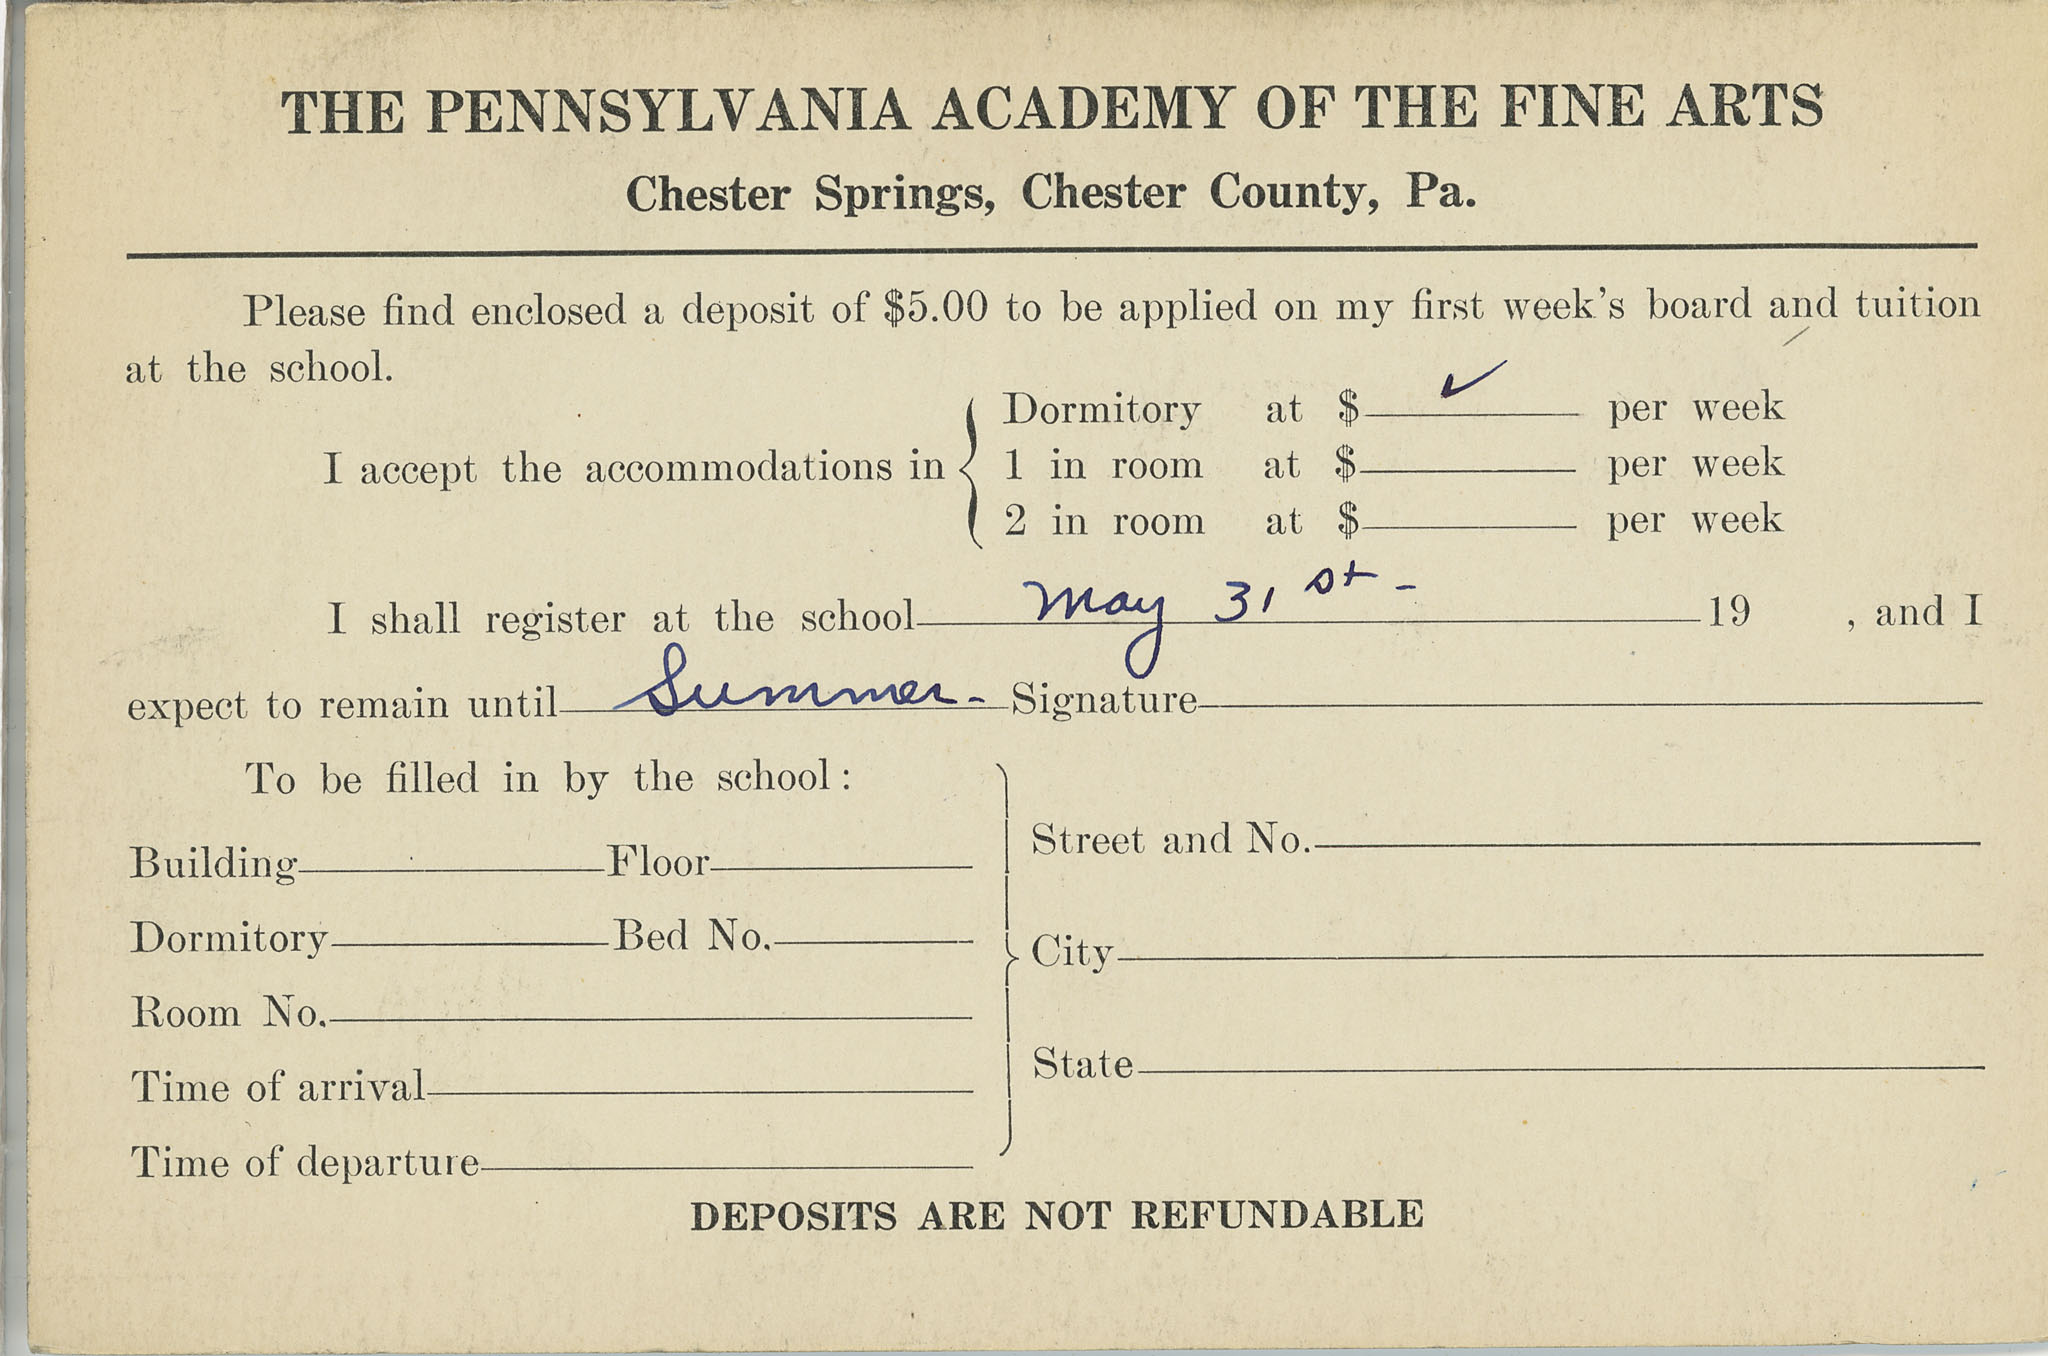 THE PENNSYLVANIA ACADEMY OF THE FINE ARTS
Chester Springs, Chester County, Pa.
Please find enclosed a deposit of $5.00 to be applied on my first week's board and tuition
at the school.
Dormitory at $ ✓ per week
I accept the accommodations in { 1 in room at $ per week
2 in room at $ per week
I shall register at the school May 31 st - 19 , and I
expect to remain until Summer - Signature
To be filled in by the school:
Building Floor
Street and No.
Dormitory Bed No.
City
Room No.
State
Time of arrival
Time of departure
DEPOSITS ARE NOT REFUNDABLE